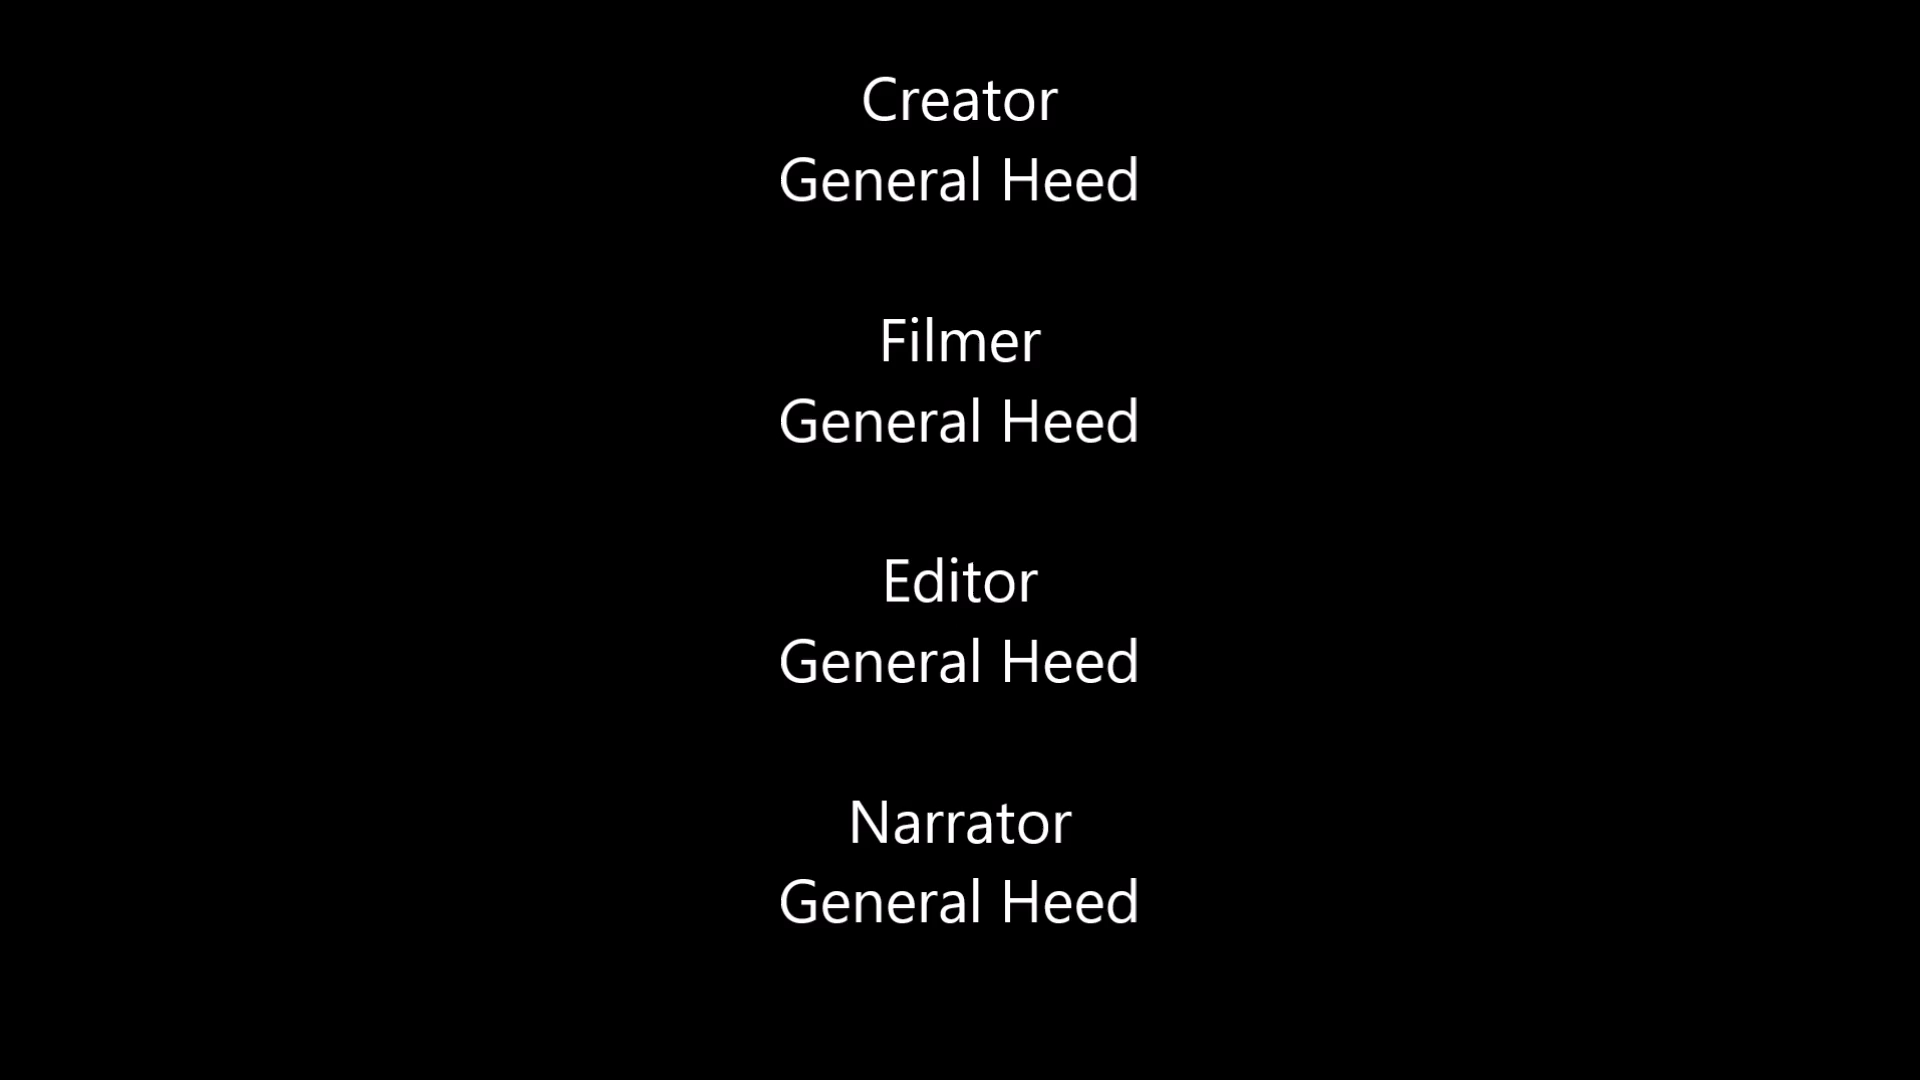 Creator
General Heed
Filmer
General Heed
Editor
General Heed
Narrator
General Heed